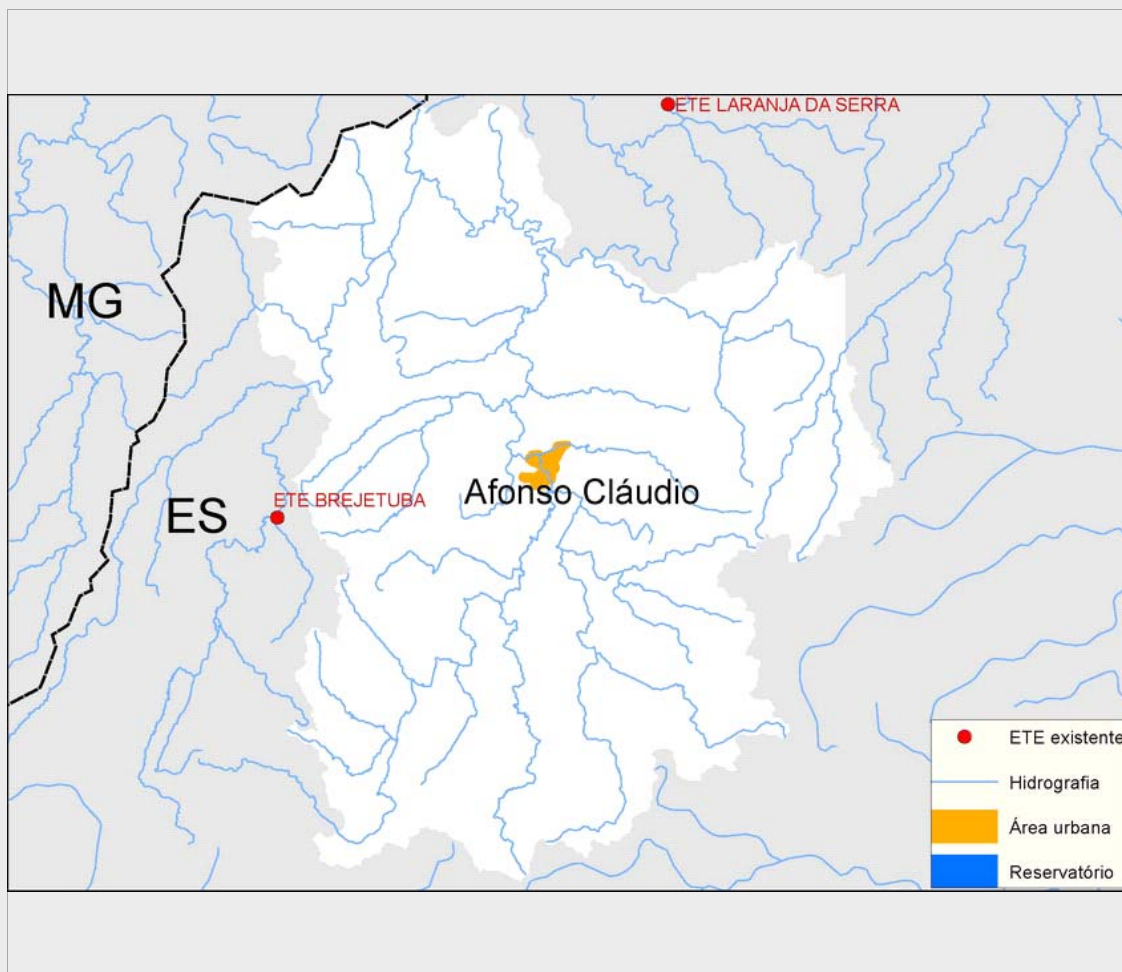 ETE LARANJA DA SERRA
MG
Afonso Cláudio
ETE BREJETUBA
ES
ETE existente
Hidrografia
Área urbana
Reservatório